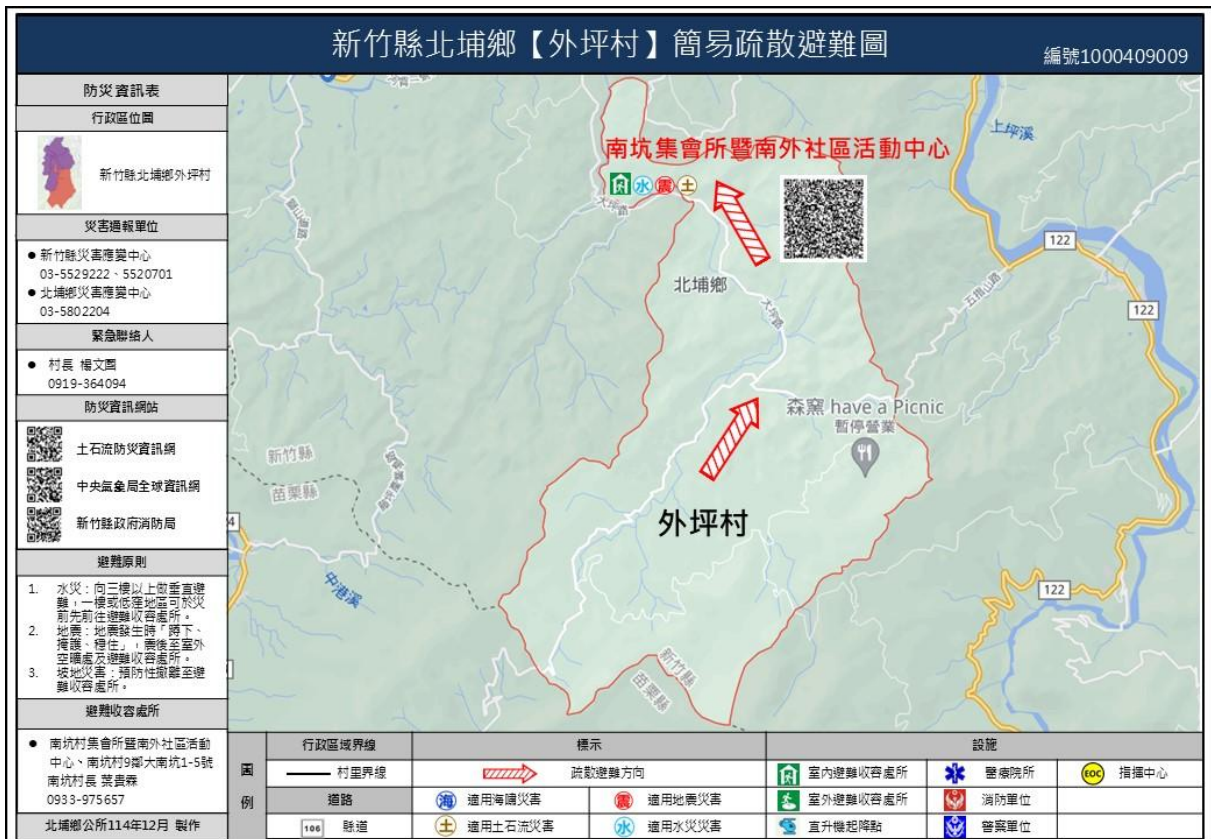 新竹縣北埔鄉【外坪村】簡易疏散避難圖
編號1000409009
防災資訊表
行政區位圖
新竹縣北埔鄉外坪村
災害通報單位
● 新竹縣災害應變中心
03-5529222、5520701
● 北埔鄉災害應變中心
03-5802204
緊急聯絡人
● 村長 楊文圍
0919-364094
防災資訊網站
土石流防災資訊網
中央氣象局全球資訊網
新竹縣政府消防局
避難原則
1. 水災：向三樓以上做垂直避
難，一樓或低窪地區可於災
前先前往避難收容處所。
2. 地震：地震發生時「蹲下、
掩護、穩住」，震後至室外
空曠處及避難收容處所。
3. 坡地災害：預防性撤離至避
難收容處所。
避難收容處所
● 南坑村集會所暨南外社區活動
中心、南坑村9鄰大南坑1-5號
南坑村長 葉貴霖
0933-975657
北埔鄉公所114年12月 製作
上坪溪
南坑集會所暨南外社區活動中心
水
震
土
大坪路
122
北埔鄉
五指山路
大坪路
122
森窯 have a Picnic
暫停營業
新竹縣
苗栗縣
外坪村
中港溪
122
新竹縣
苗栗縣
圖例
行政區域界線
標示
設施
村里界線
疏散避難方向
室內避難收容處所
醫療院所
EOC
指揮中心
道路
海
適用海嘯災害
震
適用地震災害
室外避難收容處所
消防單位
106
縣道
土
適用土石流災害
水
適用水災災害
直升機起降點
警察單位